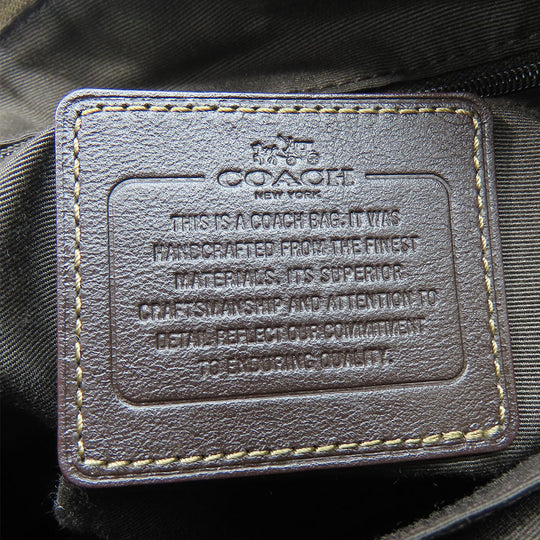 COACH
NEW YORK
THIS IS A COACH BAG. IT WAS
HANDCRAFTED FROM THE FINEST
MATERIALS. ITS SUPERIOR
CRAFTSMANSHIP AND ATTENTION TO
DETAIL REFLECT OUR COMMITMENT
TO ENDURING QUALITY.